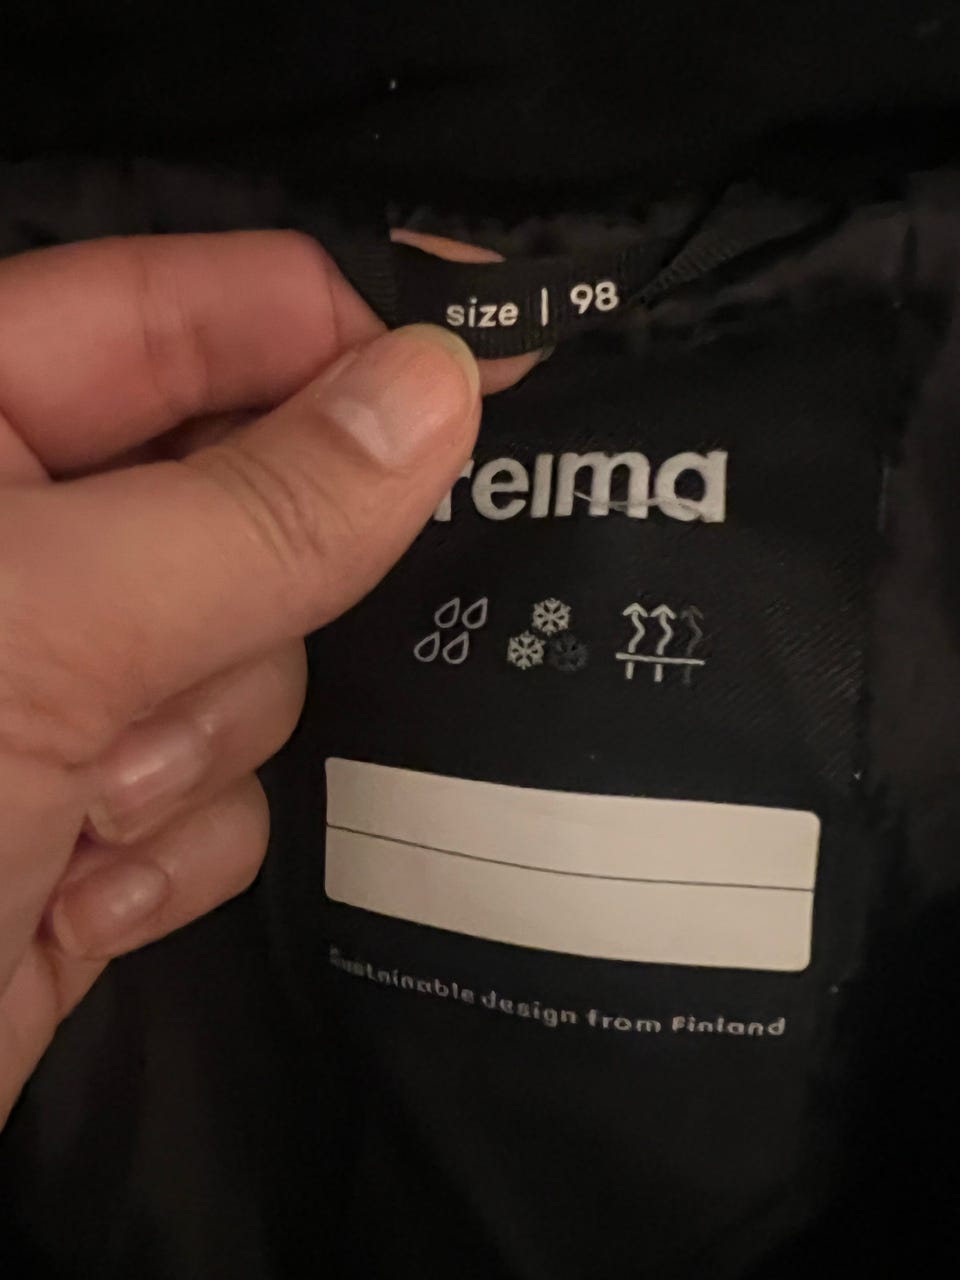 size | 98
reima
Sustainable design from Finland